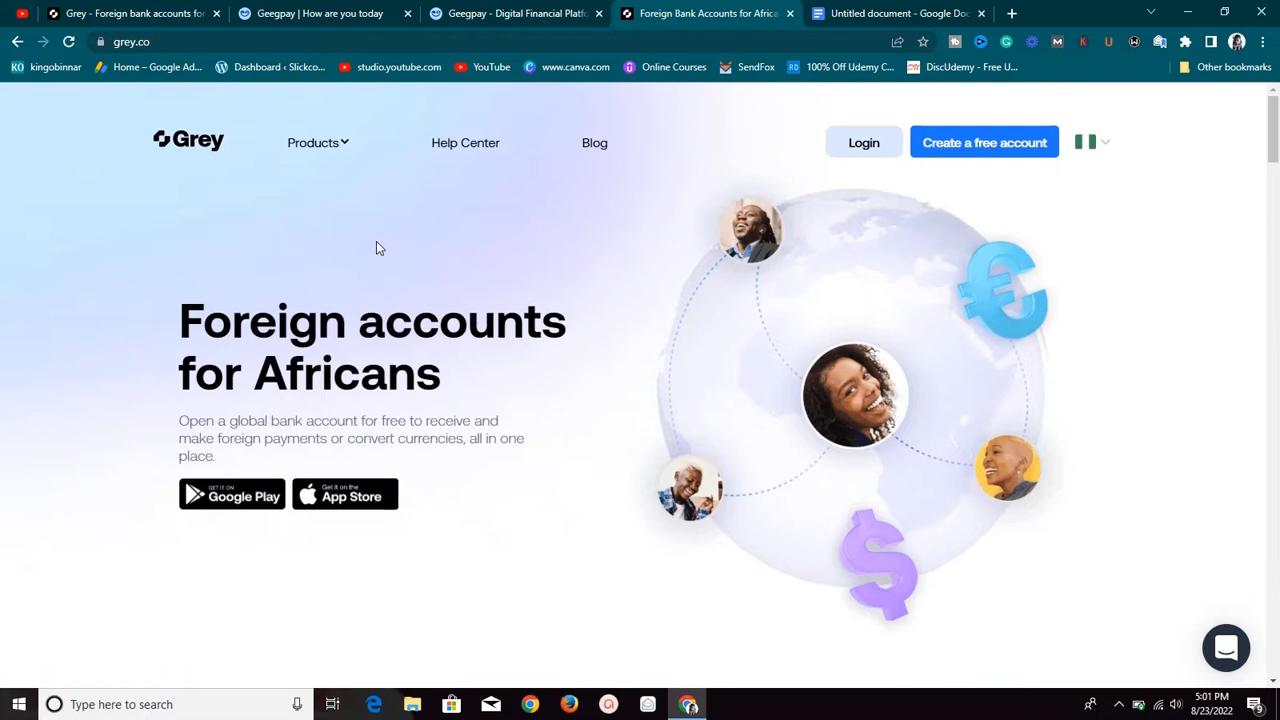 Grey - Foreign bank accounts for
Geegpay | How are you today
Geegpay - Digital Financial Platfo
Foreign Bank Accounts for Africa
Untitled document - Google Doc
grey.co
kingobinnar
Home – Google Ad...
Dashboard ‹ Slickco...
studio.youtube.com
YouTube
www.canva.com
Online Courses
SendFox
100% Off Udemy C...
DiscUdemy - Free U...
Other bookmarks
Grey
Products
Help Center
Blog
Login
Create a free account
Foreign accounts
for Africans
Open a global bank account for free to receive and
make foreign payments or convert currencies, all in one
place.
GET IT ON
Google Play
Get it on the
App Store
Type here to search
5:01 PM
8/23/2022